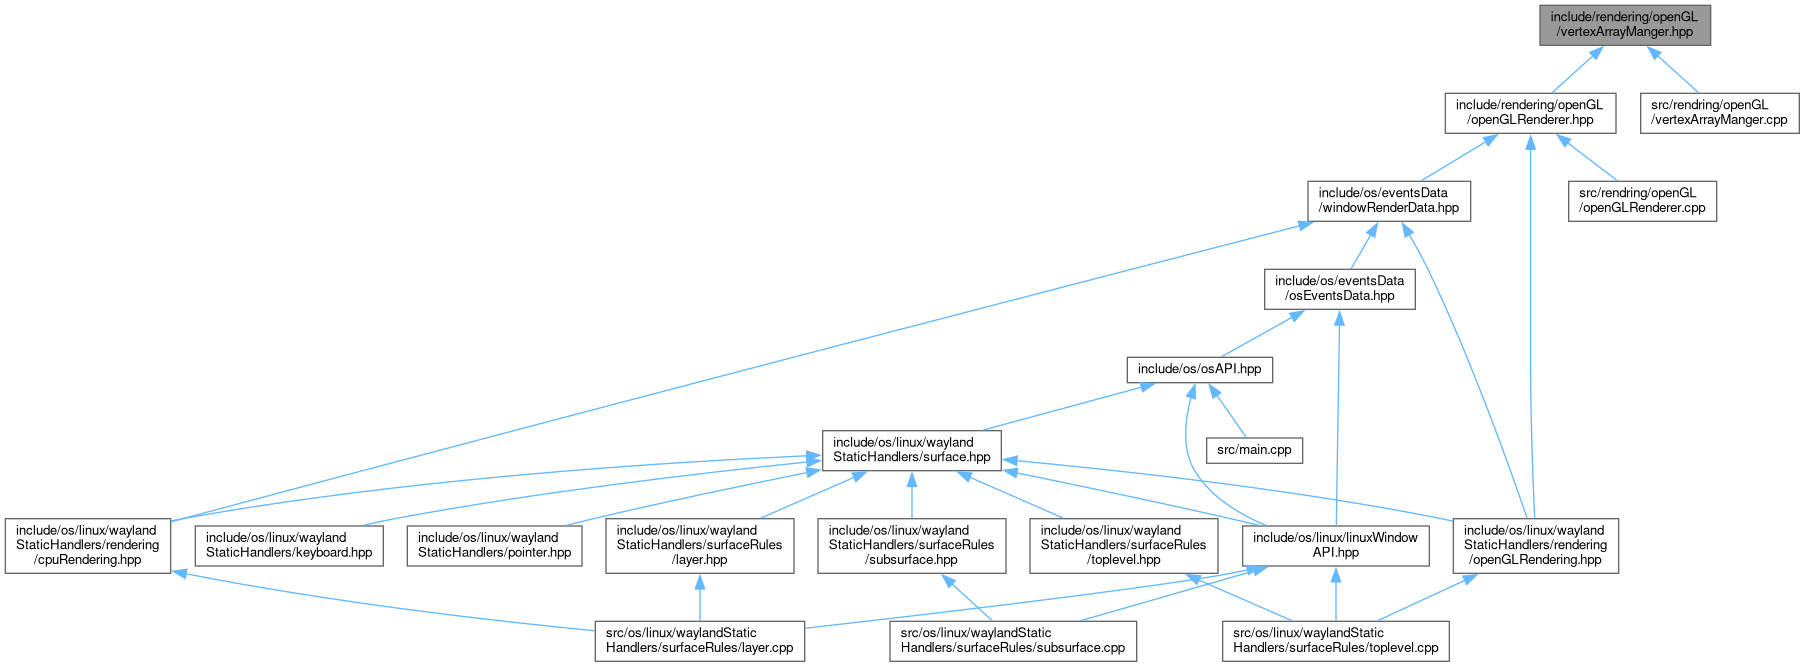 include/rendering/openGL
/vertexArrayManger.hpp
include/rendering/openGL
/openGLRenderer.hpp
src/rendring/openGL
/vertexArrayManger.cpp
include/os/eventsData
/windowRenderData.hpp
src/rendring/openGL
/openGLRenderer.cpp
include/os/eventsData
/osEventsData.hpp
include/os/osAPI.hpp
include/os/linux/wayland
StaticHandlers/surface.hpp
src/main.cpp
include/os/linux/wayland
StaticHandlers/rendering
/cpuRendering.hpp
include/os/linux/wayland
StaticHandlers/keyboard.hpp
include/os/linux/wayland
StaticHandlers/pointer.hpp
include/os/linux/wayland
StaticHandlers/surfaceRules
/layer.hpp
include/os/linux/wayland
StaticHandlers/surfaceRules
/subsurface.hpp
include/os/linux/wayland
StaticHandlers/surfaceRules
/toplevel.hpp
include/os/linux/linuxWindow
API.hpp
include/os/linux/wayland
StaticHandlers/rendering
/openGLRendering.hpp
src/os/linux/waylandStatic
Handlers/surfaceRules/layer.cpp
src/os/linux/waylandStatic
Handlers/surfaceRules/subsurface.cpp
src/os/linux/waylandStatic
Handlers/surfaceRules/toplevel.cpp